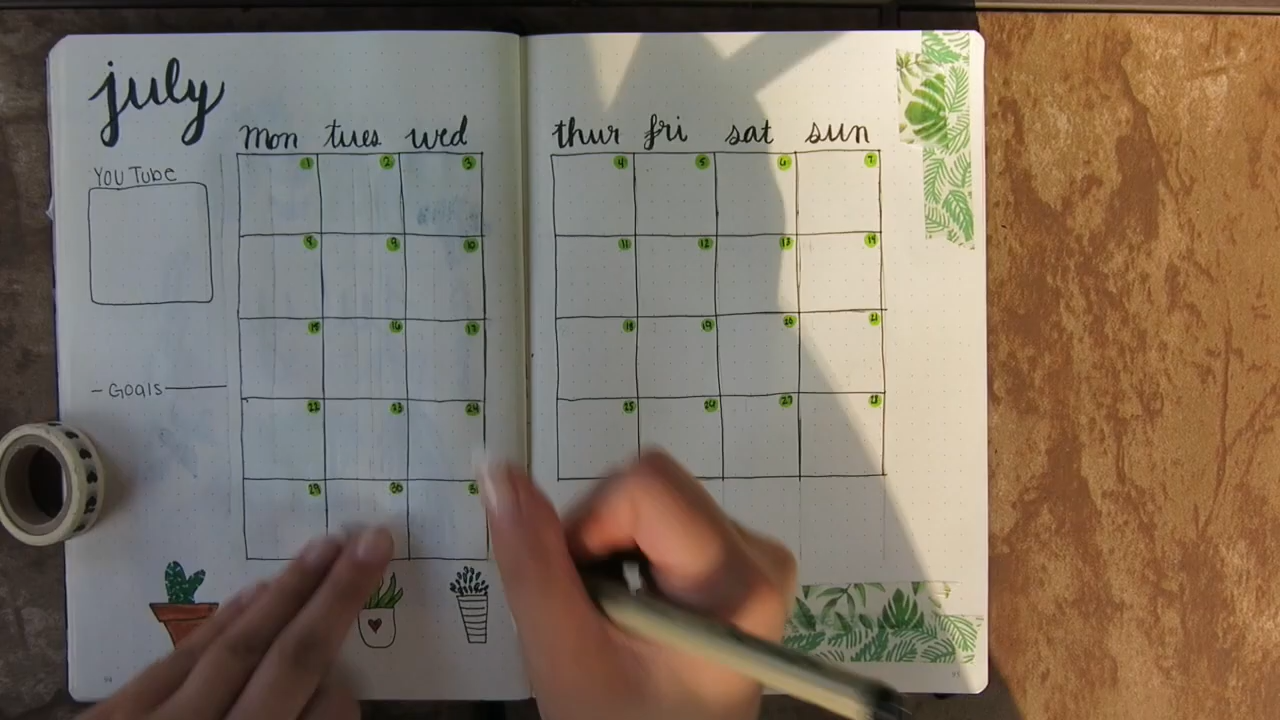 july
mon tues wed thur fri sat sun
YouTube
1 2 3 4 5 6 7
8 9 10 11 12 13 14
15 16 17 18 19 20 21
- Goals
22 23 24 25 26 27 28
29 30